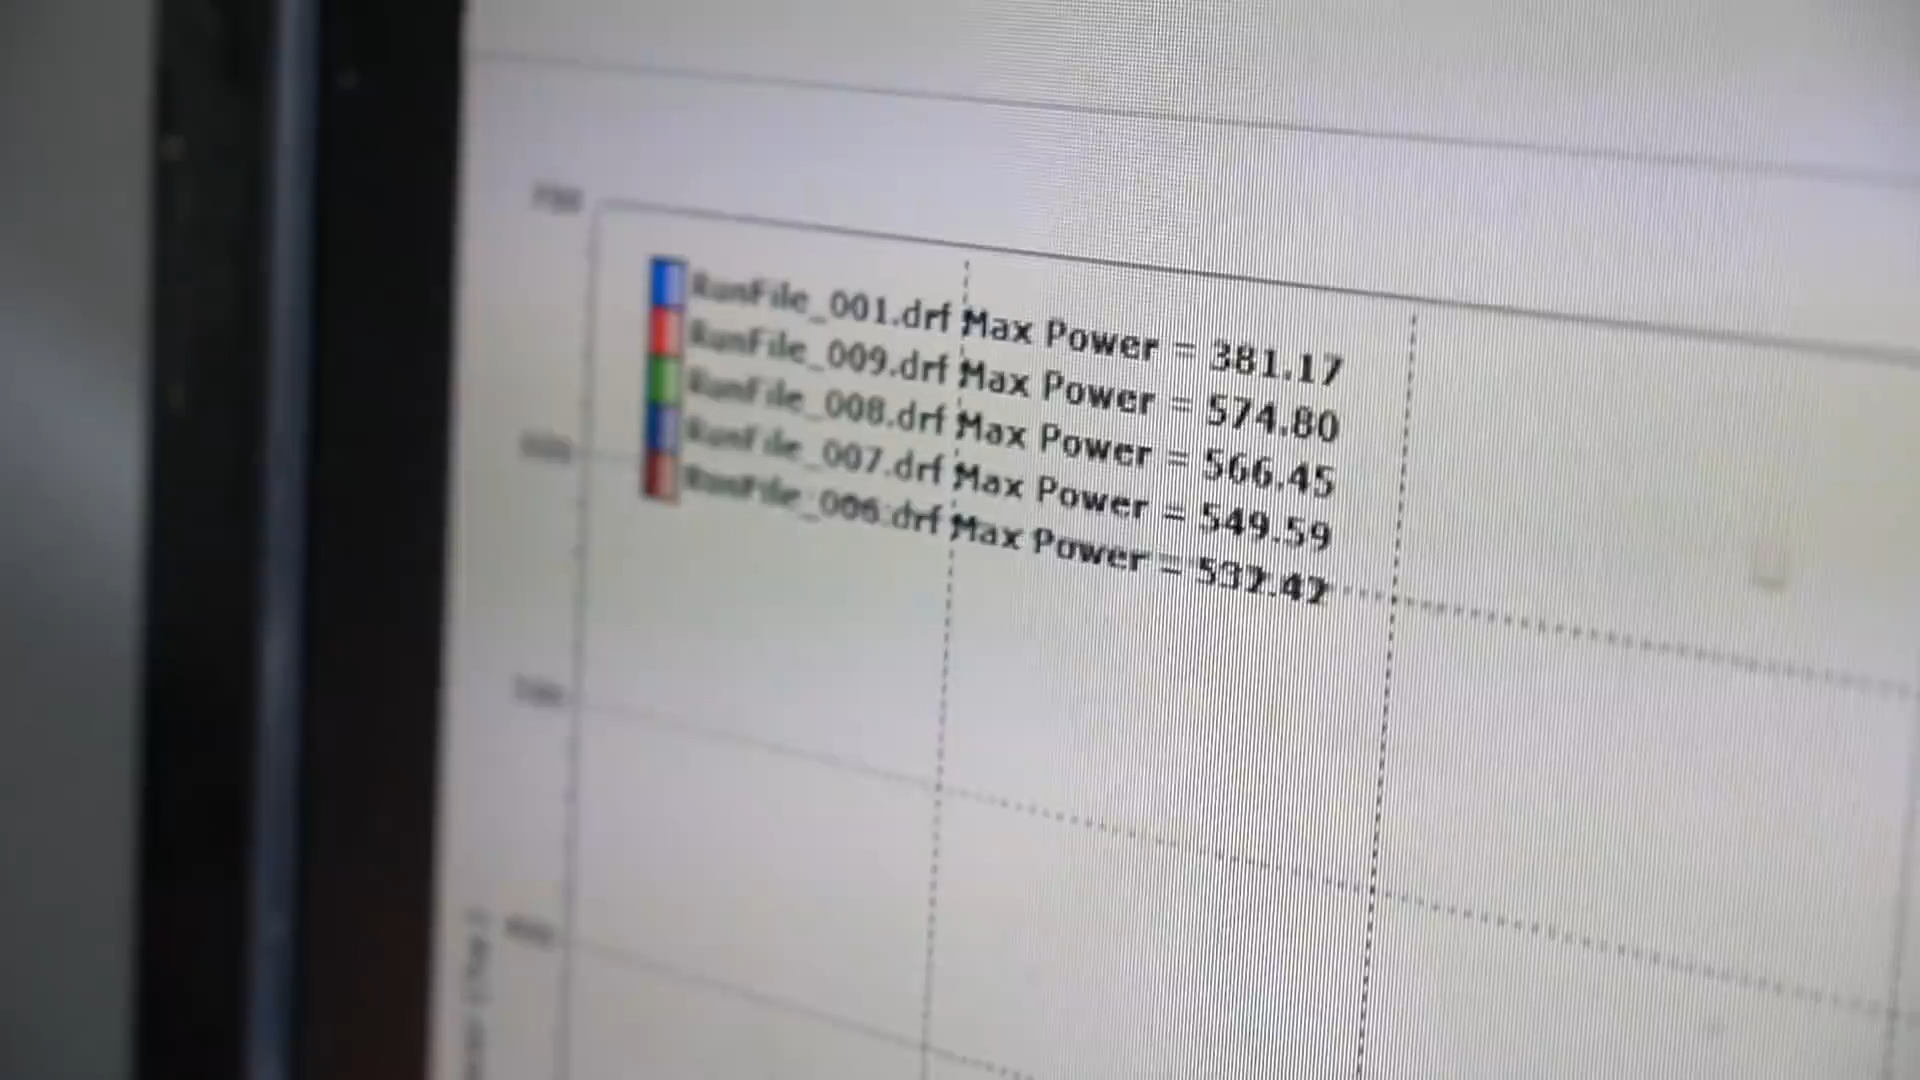 RunFile_001.drf Max Power = 381.17
RunFile_009.drf Max Power = 574.80
RunFile_008.drf Max Power = 566.45
RunFile_007.drf Max Power = 549.59
RunFile_006.drf Max Power = 532.42